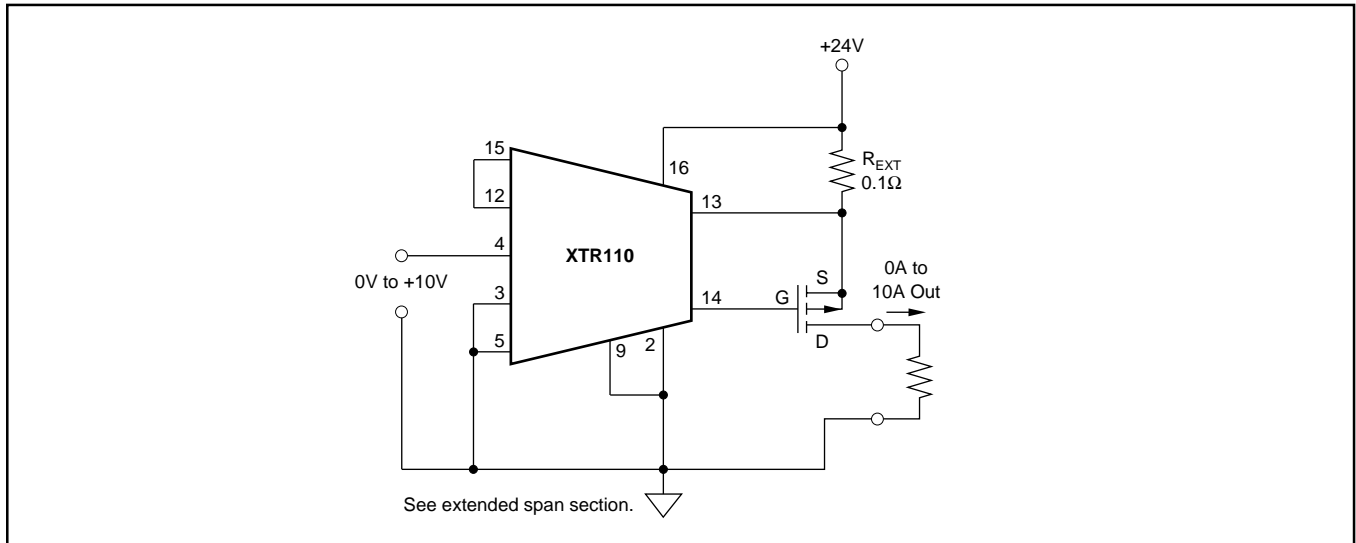 +24V
15
12
4
3
5
XTR110
16
13
14
9
2
R_EXT
0.1Ω
0V to +10V
G
S
D
0A to
10A Out
See extended span section.